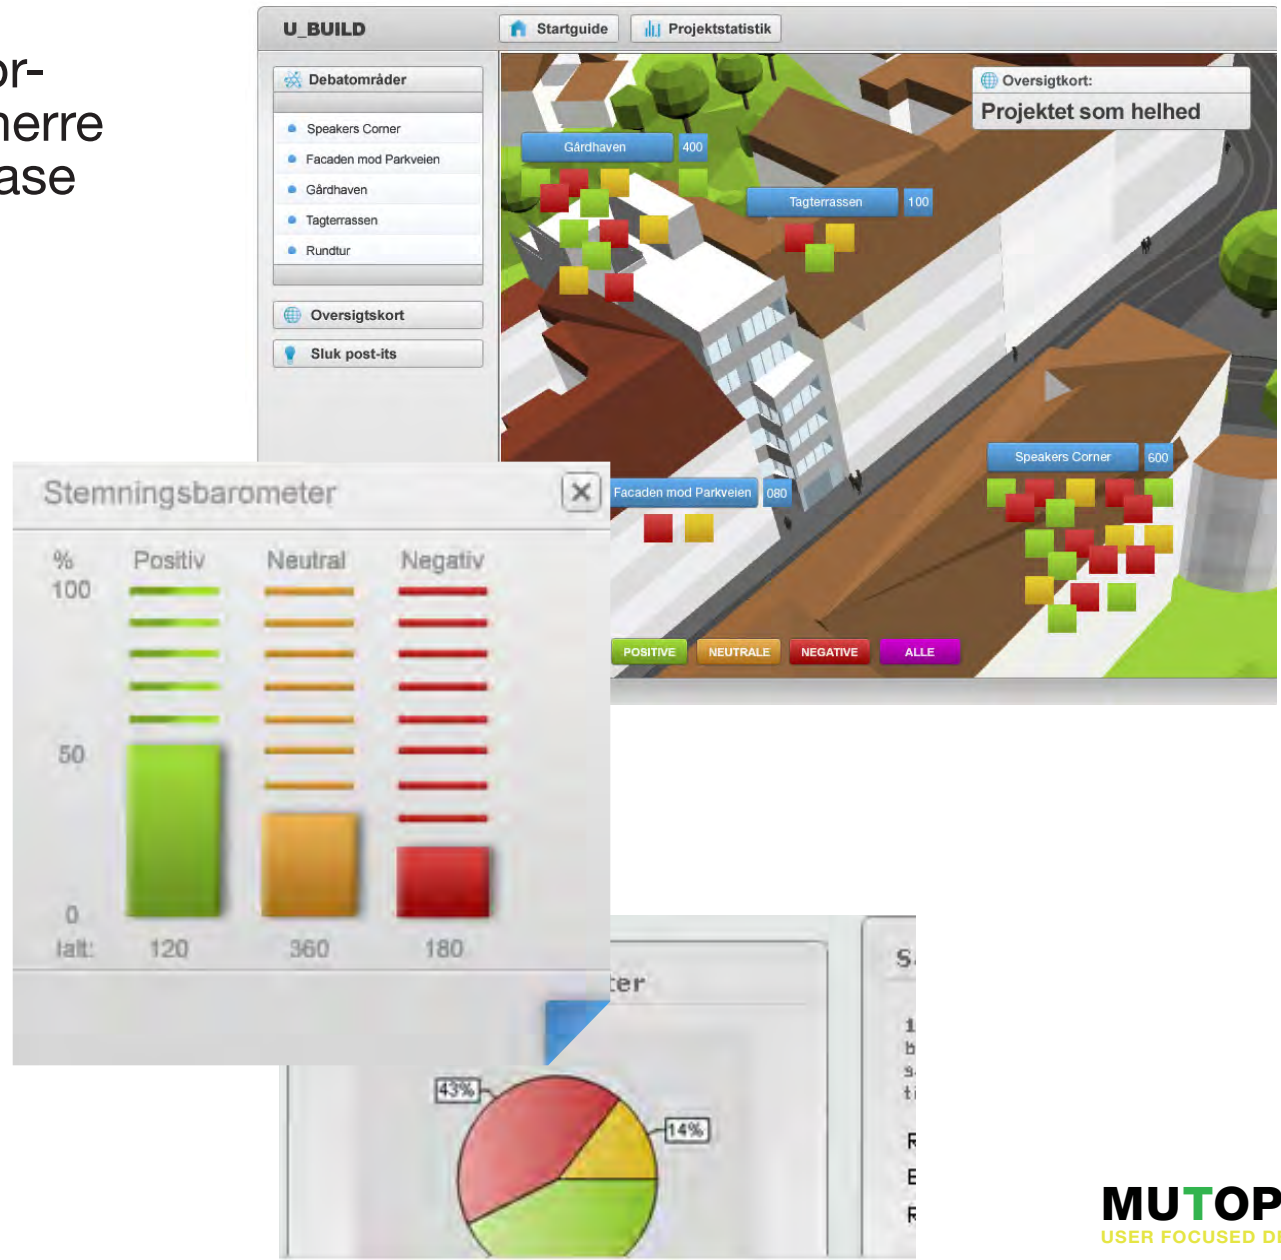 or-
herre
ase
U_BUILD
Startguide
Projektstatistik
Debatområder
Speakers Corner
Facaden mod Parkveien
Gårdhaven
Tagterrassen
Rundtur
Oversigtskort
Sluk post-its
Oversigtkort:
Projektet som helhed
Gårdhaven 400
Tagterrassen 100
Speakers Corner 600
Facaden mod Parkveien 080
POSITIVE NEUTRALE NEGATIVE ALLE
Stemningsbarometer
% Positiv Neutral Negativ
100
50
0
Ialt: 120 360 180
ter
43%
14%
S
1
b
s
t
R
E
R
MUTOP
USER FOCUSED DE